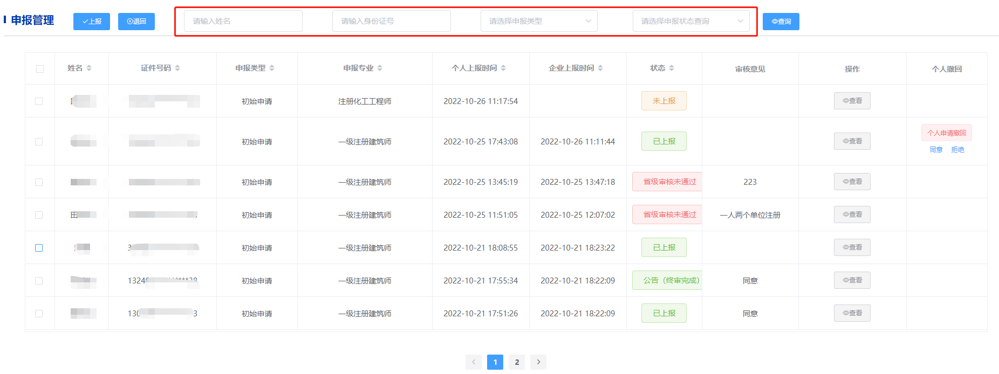 申报管理 上报 退回 请输入姓名 请输入身份证号 请选择申报类型 请选择申报状态查询 查询
姓名 证件号码 申报类型 申报专业 个人上报时间 企业上报时间 状态 审核意见 操作 个人撤回
初始申请 注册化工工程师 2022-10-26 11:17:54 未上报 查看
初始申请 一级注册建筑师 2022-10-25 17:43:08 2022-10-26 11:11:44 已上报 查看 个人申请撤回
同意 拒绝
初始申请 一级注册建筑师 2022-10-25 13:45:19 2022-10-25 13:47:18 省级审核未通过 223 查看
田 初始申请 一级注册建筑师 2022-10-25 11:51:05 2022-10-25 12:07:02 省级审核未通过 一人两个单位注册 查看
3 初始申请 一级注册建筑师 2022-10-21 18:08:55 2022-10-21 18:23:22 已上报 查看
1324 初始申请 一级注册建筑师 2022-10-21 17:55:34 2022-10-21 18:22:09 公告（终审完成） 同意 查看
130 3 初始申请 一级注册建筑师 2022-10-21 17:51:26 2022-10-21 18:22:09 已上报 同意 查看
1 2